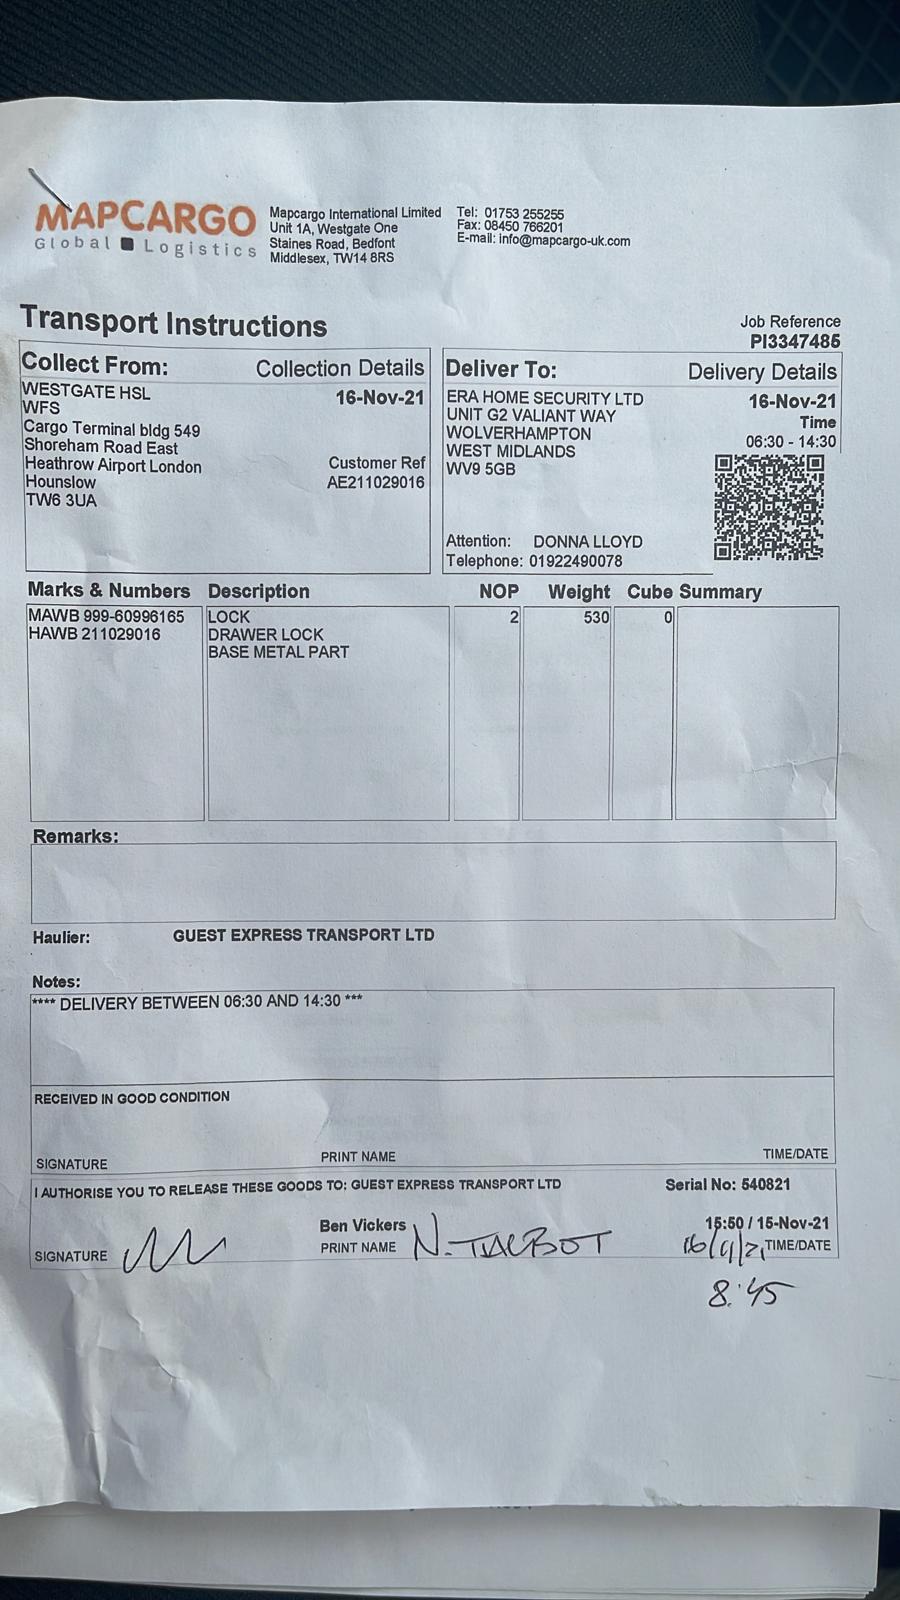 MAPCARGO
Global Logistics
Mapcargo International Limited
Unit 1A, Westgate One
Staines Road, Bedfont
Middlesex, TW14 8RS
Tel: 01753 255255
Fax: 08450 766201
E-mail: info@mapcargo-uk.com
Transport Instructions
Job Reference
PI3347485
Collect From: Collection Details
WESTGATE HSL
WFS
Cargo Terminal bldg 549
Shoreham Road East
Heathrow Airport London
Hounslow
TW6 3UA
16-Nov-21
Customer Ref
AE211029016
Deliver To: Delivery Details
ERA HOME SECURITY LTD
UNIT G2 VALIANT WAY
WOLVERHAMPTON
WEST MIDLANDS
WV9 5GB
16-Nov-21
Time
06:30 - 14:30
Attention: DONNA LLOYD
Telephone: 01922490078
Marks & Numbers Description NOP Weight Cube Summary
MAWB 999-60996165 LOCK 2 530 0
HAWB 211029016 DRAWER LOCK
BASE METAL PART
Remarks:
Haulier: GUEST EXPRESS TRANSPORT LTD
Notes:
**** DELIVERY BETWEEN 06:30 AND 14:30 ***
RECEIVED IN GOOD CONDITION
SIGNATURE PRINT NAME TIME/DATE
I AUTHORISE YOU TO RELEASE THESE GOODS TO: GUEST EXPRESS TRANSPORT LTD Serial No: 540821
Ben Vickers 15:50 / 15-Nov-21
SIGNATURE PRINT NAME N. TALBOT 16/11/21 TIME/DATE
8:45